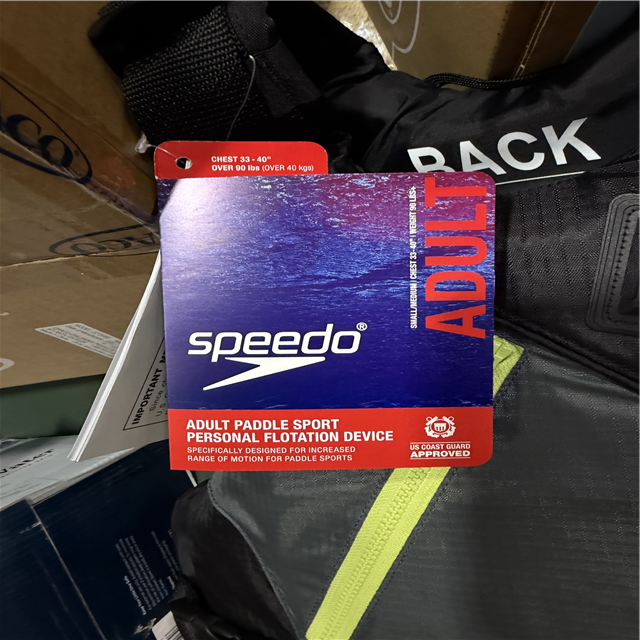 CHEST 33 - 40"
OVER 90 lbs (OVER 40 kgs)
BACK
SMALL/MEDIUM | CHEST 33-40" | WEIGHT 90 LBS+
ADULT
speedo®
ADULT PADDLE SPORT
PERSONAL FLOTATION DEVICE
SPECIFICALLY DESIGNED FOR INCREASED
RANGE OF MOTION FOR PADDLE SPORTS
US COAST GUARD
APPROVED
IMPORTANT